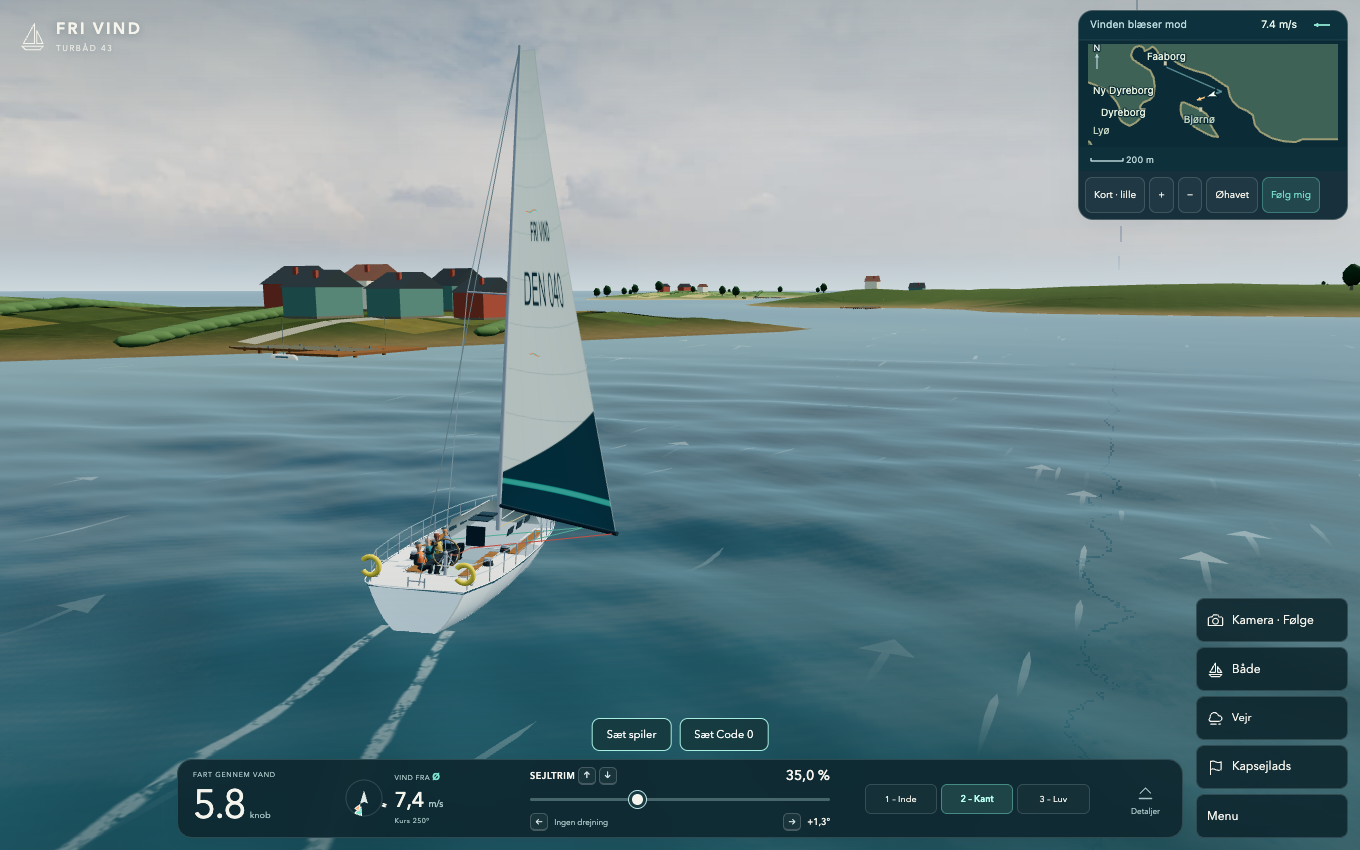 FRI VIND
TURBÅD 43
Vinden blæser mod 7.4 m/s
N
Faaborg
Ny Dyreborg
Dyreborg
Bjørnø
Lyø
200 m
Kort · lille + − Øhavet Følg mig
FRI VIND
DEN 040
Kamera · Følge
Både
Vejr
Kapsejlads
Menu
Sæt spiler Sæt Code 0
FART GENNEM VAND
5.8 knob
VIND FRA Ø
7,4 m/s
Kurs 250°
SEJLTRIM ↑ ↓ 35,0 %
← Ingen drejning → +1,3°
1 – Inde 2 – Kant 3 – Luv
Detaljer